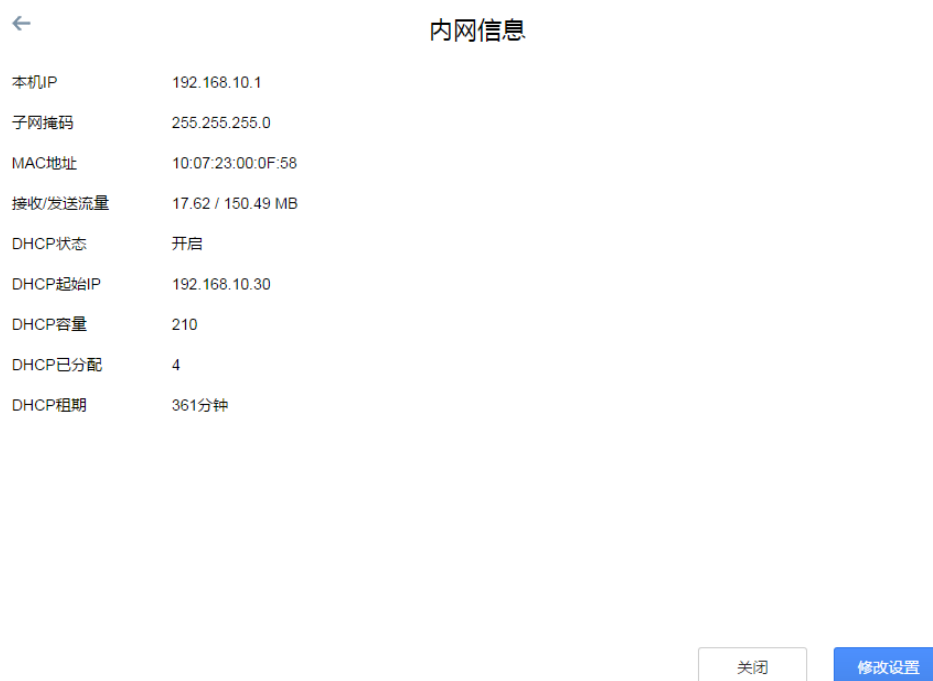 内网信息
本机IP 192.168.10.1
子网掩码 255.255.255.0
MAC地址 10:07:23:00:0F:58
接收/发送流量 17.62 / 150.49 MB
DHCP状态 开启
DHCP起始IP 192.168.10.30
DHCP容量 210
DHCP已分配 4
DHCP租期 361分钟
关闭 修改设置